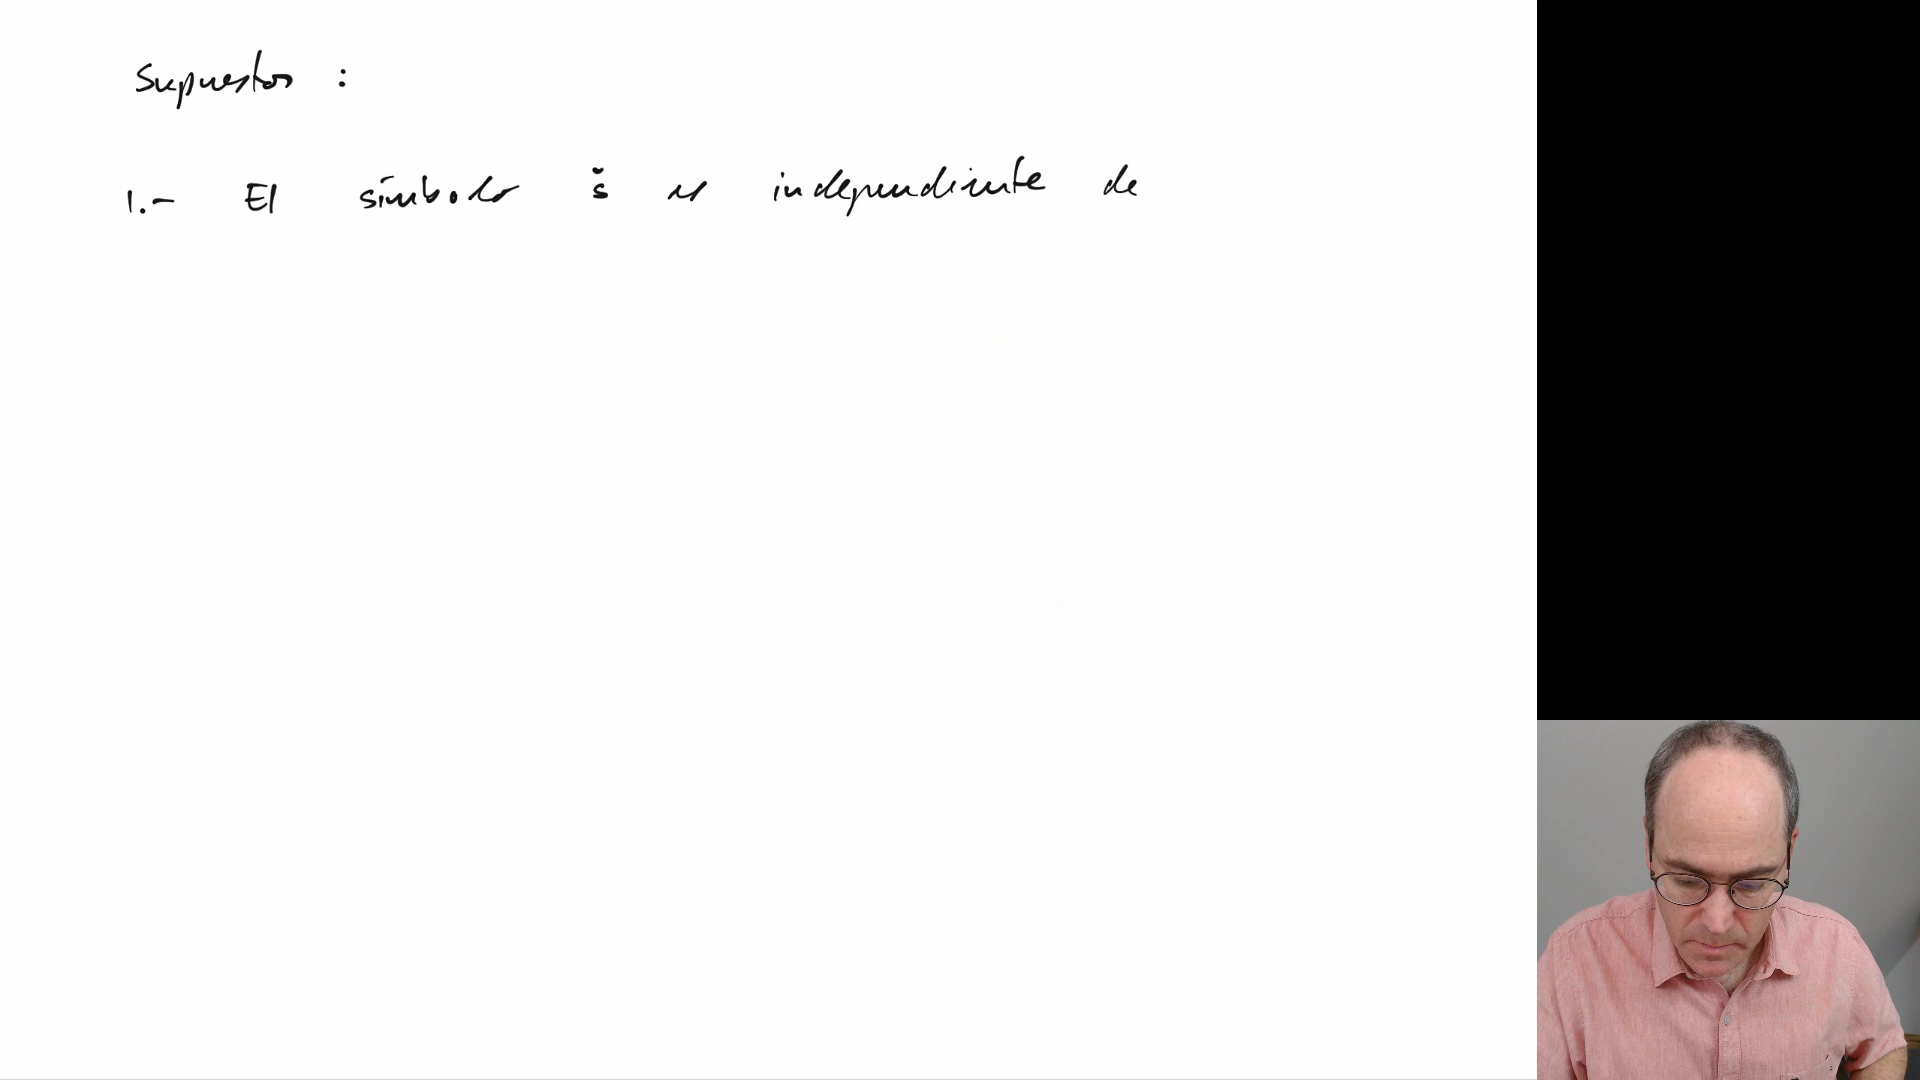 Supuestos :
1.- El símbolo š es independiente de